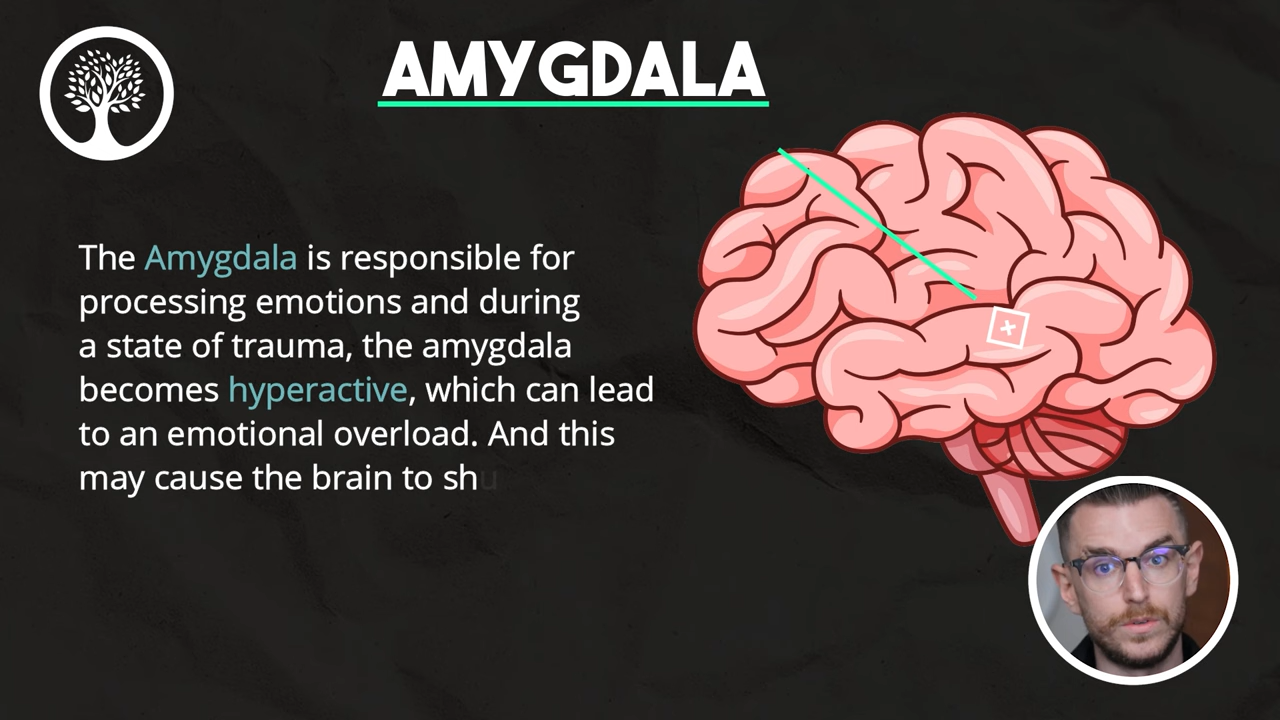 AMYGDALA
The Amygdala is responsible for
processing emotions and during
a state of trauma, the amygdala
becomes hyperactive, which can lead
to an emotional overload. And this
may cause the brain to shu